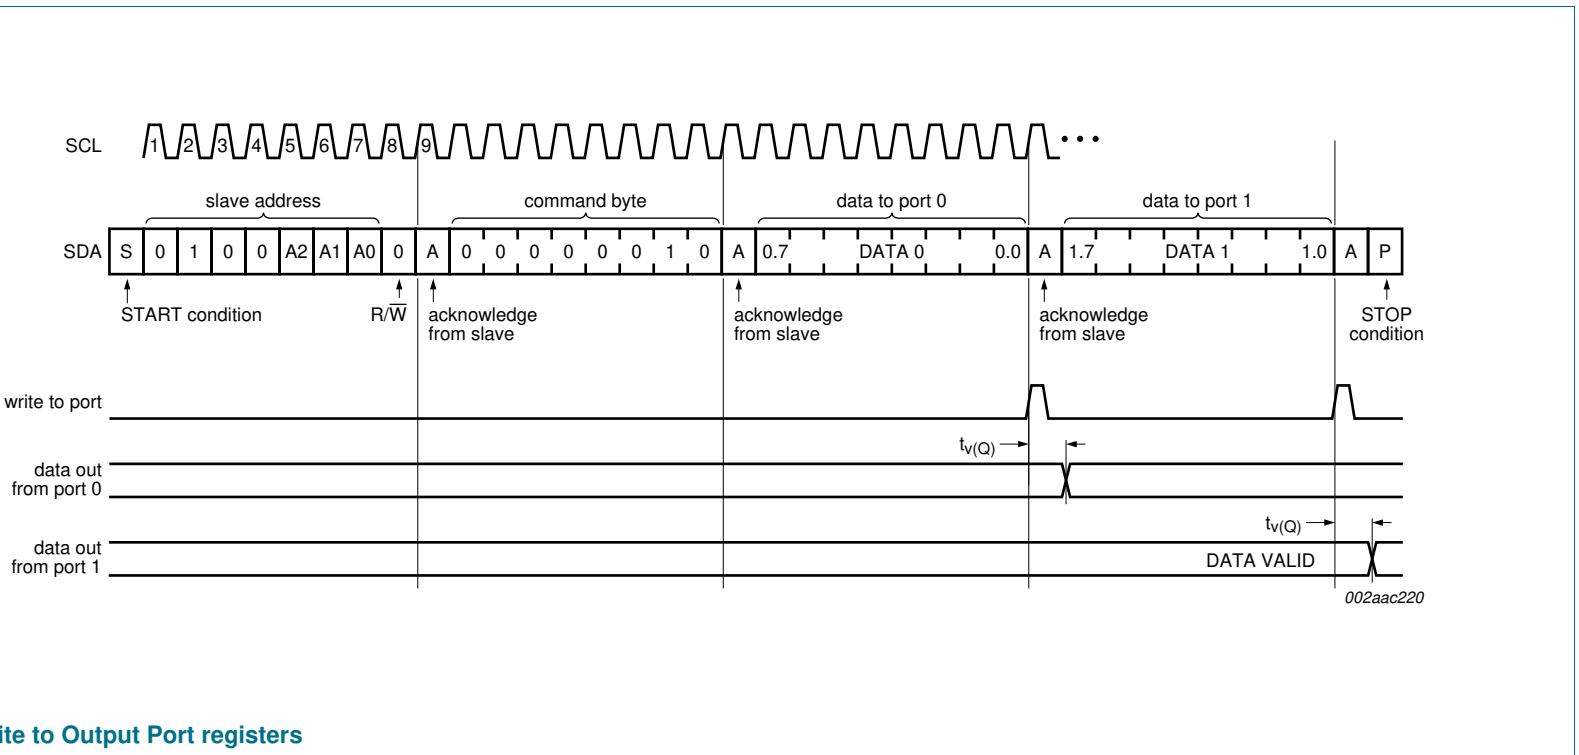 SCL 1 2 3 4 5 6 7 8 9
slave address command byte data to port 0 data to port 1
SDA S 0 1 0 0 A2 A1 A0 0 A 0 0 0 0 0 0 1 0 A 0.7 DATA 0 0.0 A 1.7 DATA 1 1.0 A P
START condition R/W̅ acknowledge acknowledge acknowledge STOP
from slave from slave from slave condition
write to port
tv(Q)
data out
from port 0
tv(Q)
data out
from port 1 DATA VALID
002aac220
ite to Output Port registers